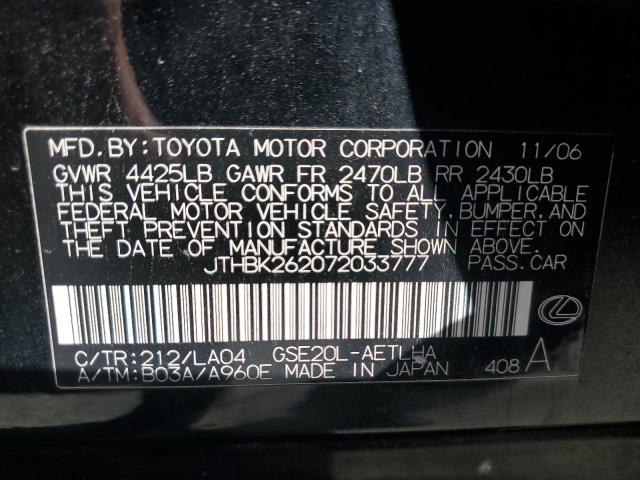 MFD.BY:TOYOTA MOTOR CORPORATION 11/06
GVWR 4425LB GAWR FR 2470LB RR 2430LB
THIS VEHICLE CONFORMS TO ALL APPLICABLE
FEDERAL MOTOR VEHICLE SAFETY,BUMPER,AND
THEFT PREVENTION STANDARDS IN EFFECT ON
THE DATE OF MANUFACTURE SHOWN ABOVE.
JTHBK262072033777 PASS.CAR
C/TR:212/LA04 GSE20L-AETLHA
A/TM:B03A/A960E MADE IN JAPAN 408 A